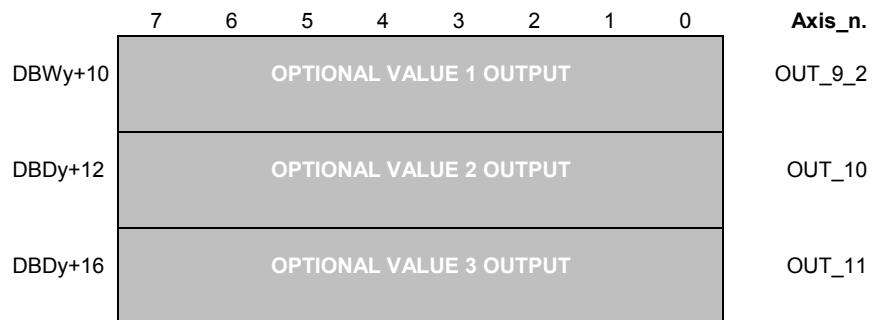 7 6 5 4 3 2 1 0 Axis_n.
DBWy+10 OPTIONAL VALUE 1 OUTPUT OUT_9_2
DBDy+12 OPTIONAL VALUE 2 OUTPUT OUT_10
DBDy+16 OPTIONAL VALUE 3 OUTPUT OUT_11